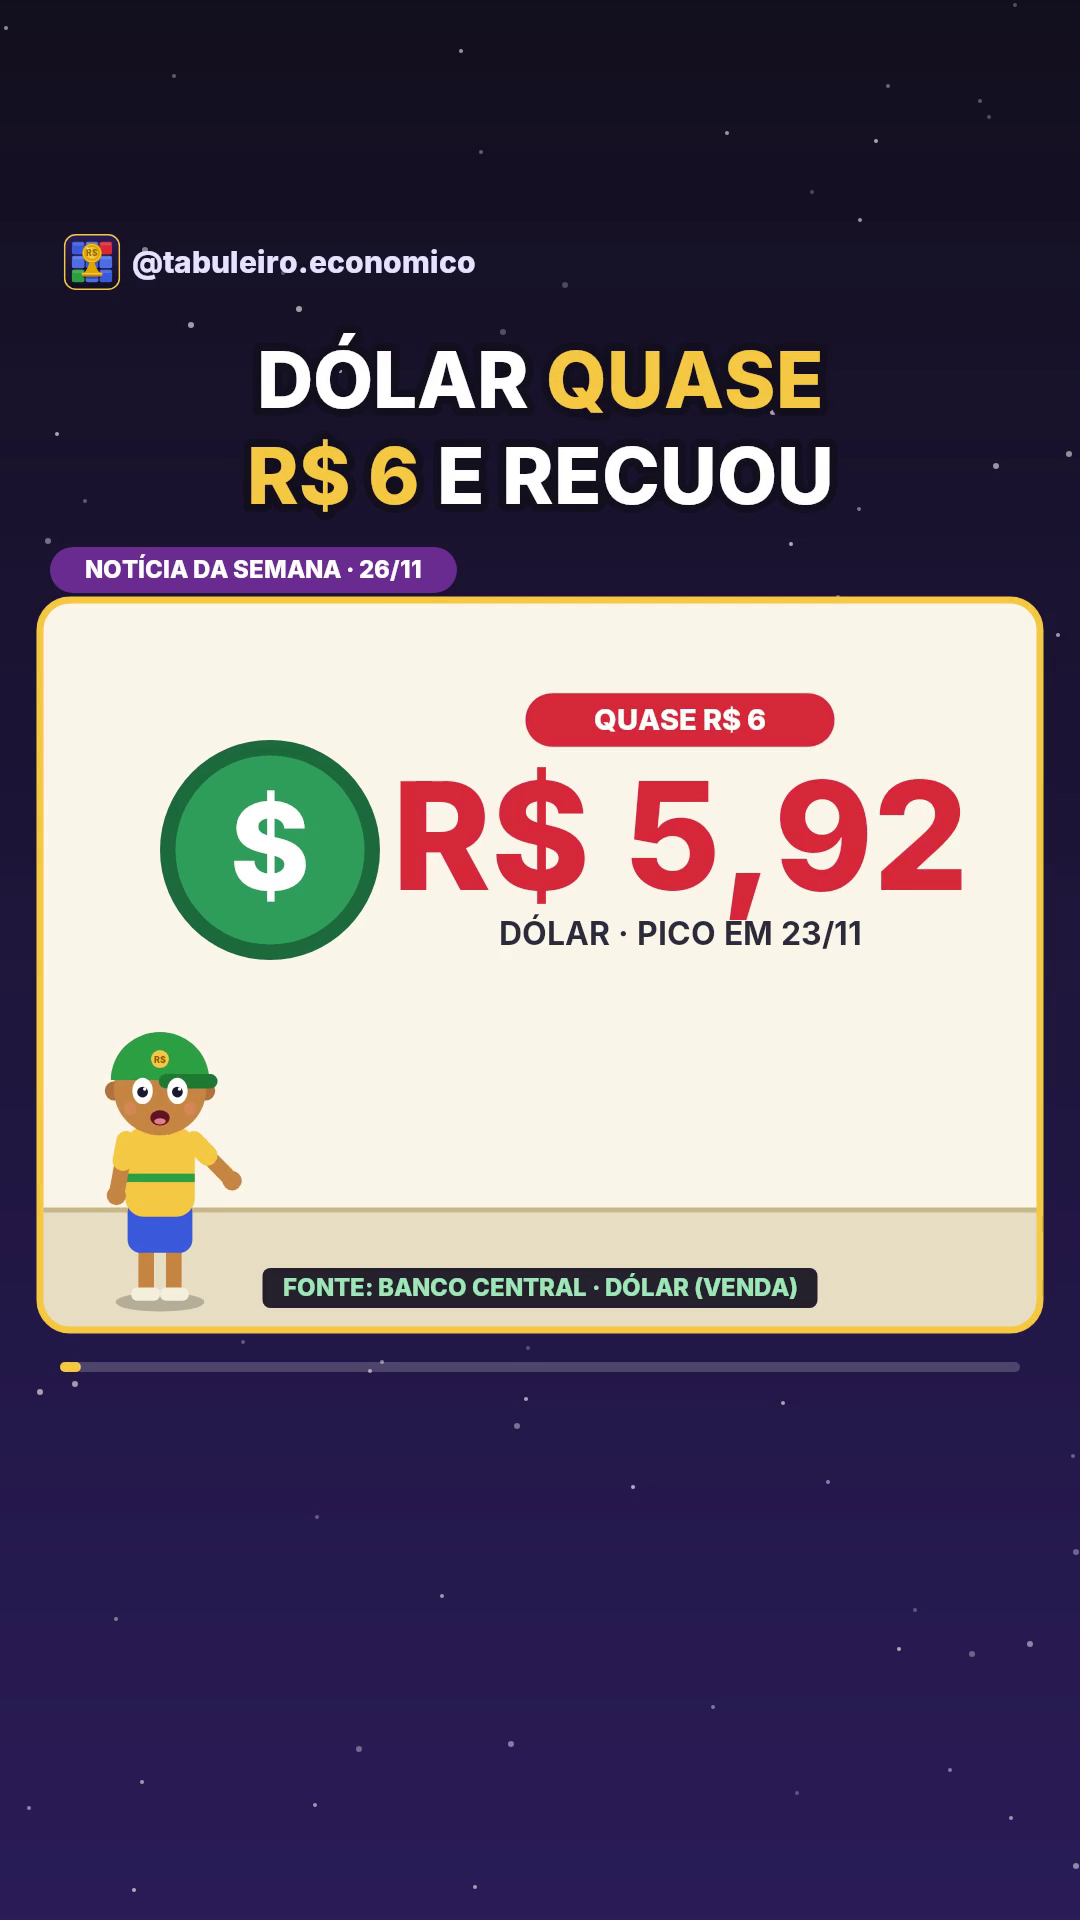 @tabuleiro.economico
DÓLAR QUASE
R$ 6 E RECUOU
NOTÍCIA DA SEMANA · 26/11
QUASE R$ 6
$
R$ 5,92
DÓLAR · PICO EM 23/11
R$
FONTE: BANCO CENTRAL · DÓLAR (VENDA)